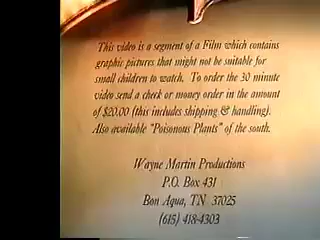 This video is a segment of a Film which contains
graphic pictures that might not be suitable for
small children to watch. To order the 30 minute
video send a check or money order in the amount
of $20.00 (this includes shipping & handling).
Also available "Poisonous Plants" of the south.
Wayne Martin Productions
P.O. Box 431
Bon Aqua, TN 37025
(615) 418-4303